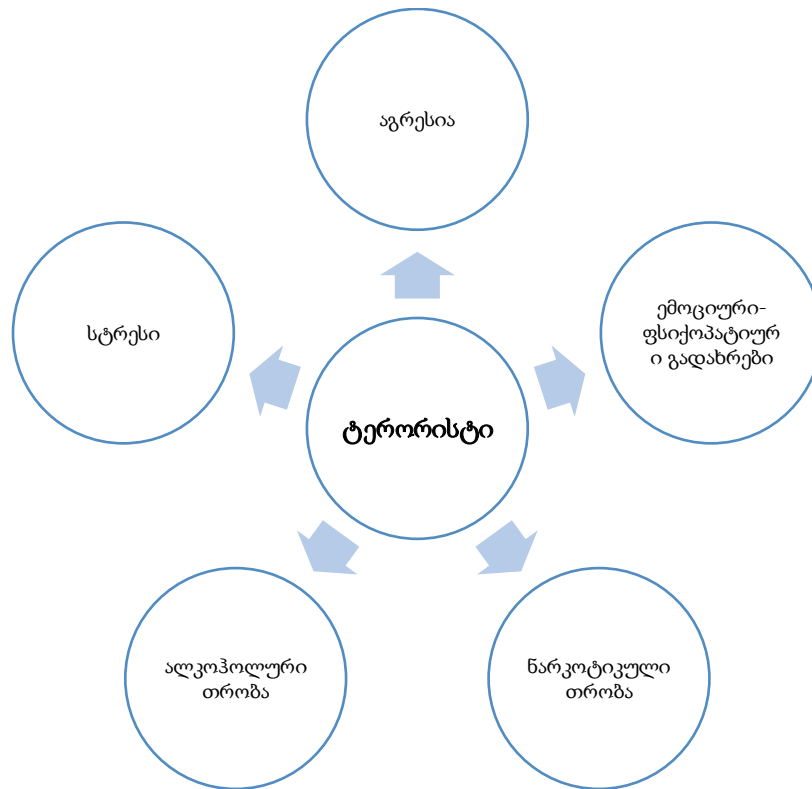 აგრესია
სტრესი
ემოციური-
ფსიქოპატიურ
ი გადახრები
ტერორისტი
ალკოჰოლური
თრობა
ნარკოტიკული
თრობა